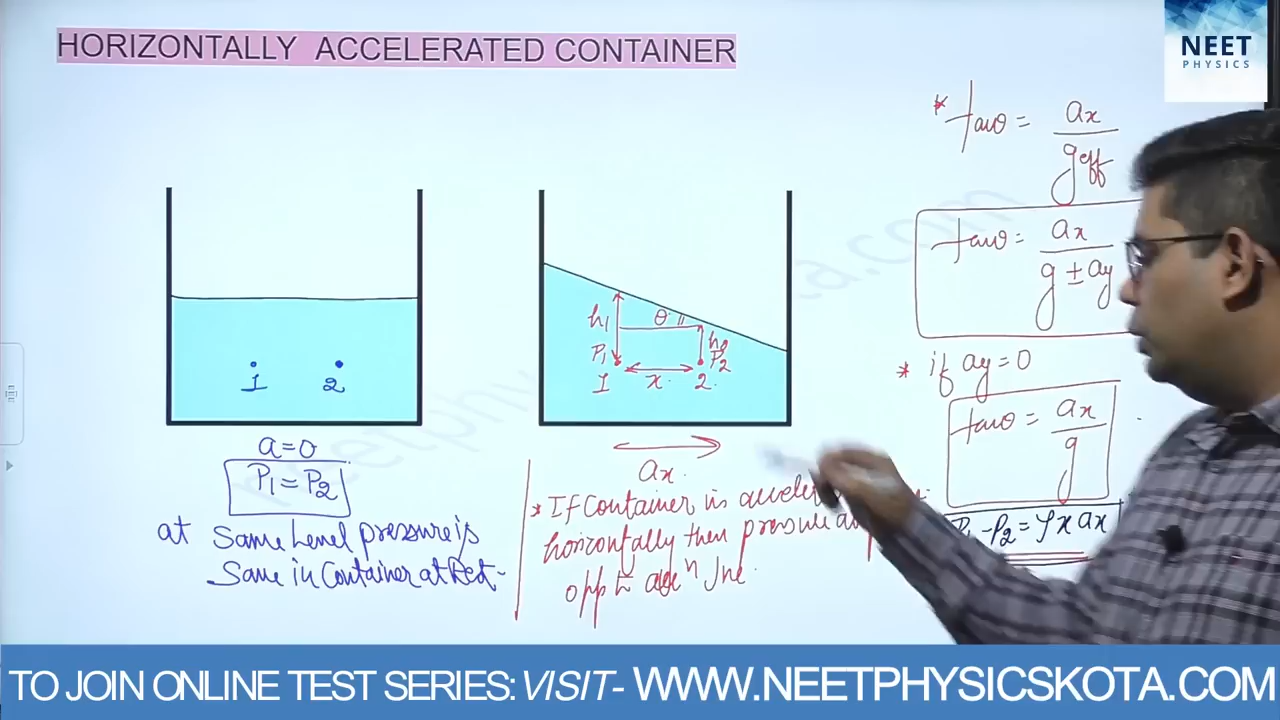 HORIZONTALLY ACCELERATED CONTAINER
NEET
PHYSICS
* tanθ = ax / geff
tanθ = ax / g ± ay
* if ay = 0
tanθ = ax / g
P1 - P2 = ρ x ax
1 2
a = 0
P1 = P2
at Same Level pressure is
Same in Container at Rest
h1 θ
P1 P2
1 x 2
ax
* If Container is
horizontally then pressure
opp
TO JOIN ONLINE TEST SERIES: VISIT- WWW.NEETPHYSICSKOTA.COM